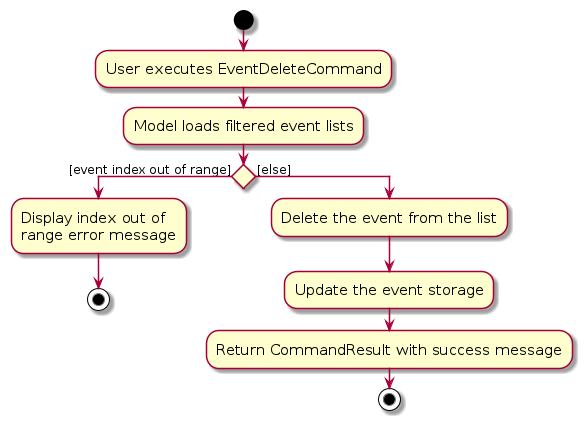 User executes EventDeleteCommand
Model loads filtered event lists
[event index out of range]
[else]
Display index out of
range error message
Delete the event from the list
Update the event storage
Return CommandResult with success message